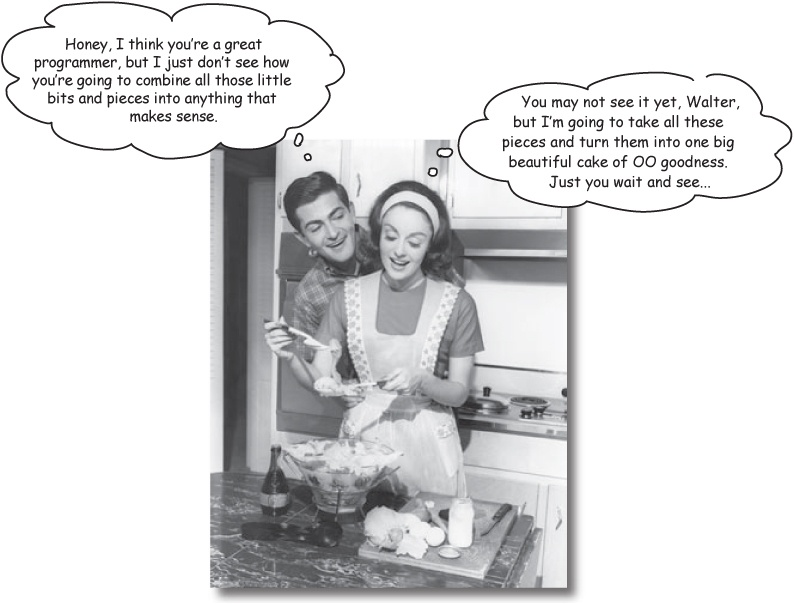 Honey, I think you're a great
programmer, but I just don't see how
you're going to combine all those little
bits and pieces into anything that
makes sense.
You may not see it yet, Walter,
but I'm going to take all these
pieces and turn them into one big
beautiful cake of OO goodness.
Just you wait and see...